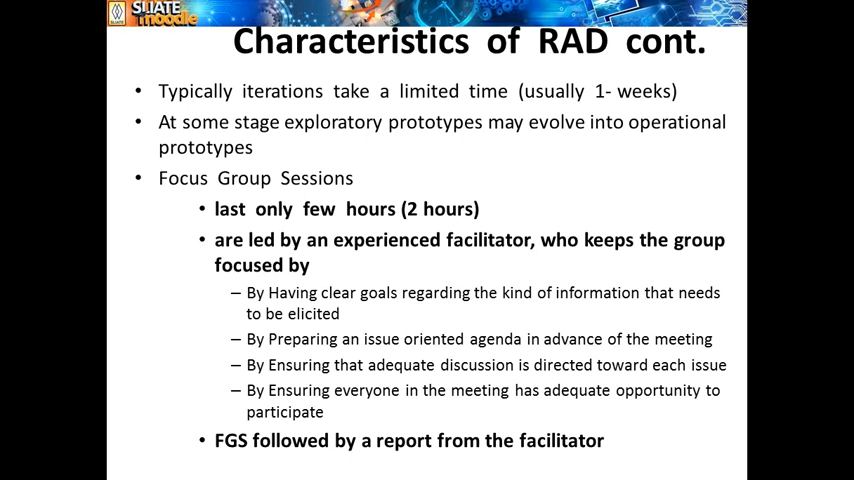 SLIATE
moodle
SLIATE
Characteristics of RAD cont.
• Typically iterations take a limited time (usually 1- weeks)
• At some stage exploratory prototypes may evolve into operational
prototypes
• Focus Group Sessions
• last only few hours (2 hours)
• are led by an experienced facilitator, who keeps the group
focused by
– By Having clear goals regarding the kind of information that needs
to be elicited
– By Preparing an issue oriented agenda in advance of the meeting
– By Ensuring that adequate discussion is directed toward each issue
– By Ensuring everyone in the meeting has adequate opportunity to
participate
• FGS followed by a report from the facilitator